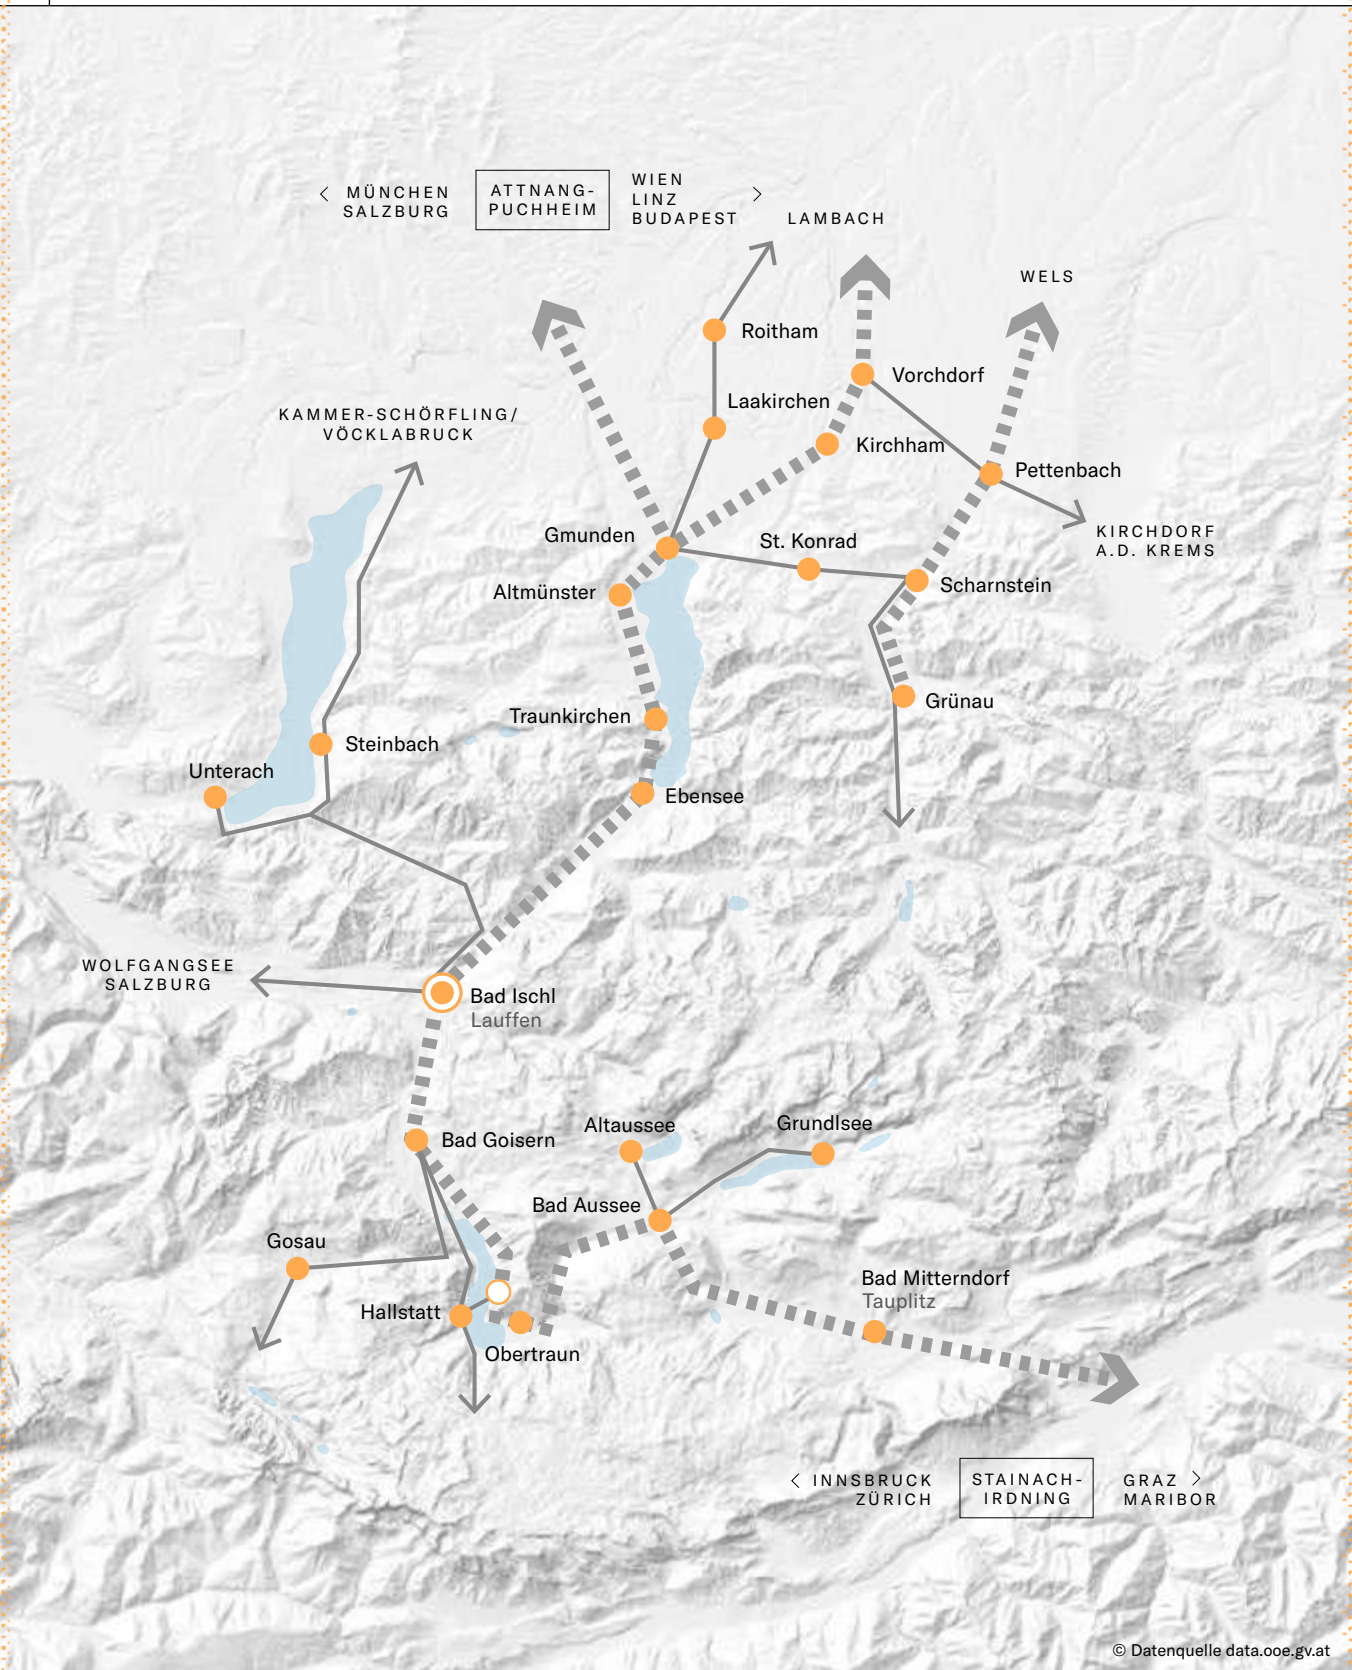 MÜNCHEN
SALZBURG
ATTNANG-
PUCHHEIM
WIEN
LINZ
BUDAPEST
LAMBACH
WELS
Roitham
Vorchdorf
Laakirchen
KAMMER-SCHÖRFLING/
VÖCKLABRUCK
Kirchham
Pettenbach
Gmunden
St. Konrad
KIRCHDORF
A.D. KREMS
Altmünster
Scharnstein
Grünau
Traunkirchen
Steinbach
Unterach
Ebensee
WOLFGANGSEE
SALZBURG
Bad Ischl
Lauffen
Altaussee
Grundlsee
Bad Goisern
Bad Aussee
Gosau
Bad Mitterndorf
Tauplitz
Hallstatt
Obertraun
INNSBRUCK
ZÜRICH
STAINACH-
IRDNING
GRAZ
MARIBOR
© Datenquelle data.ooe.gv.at